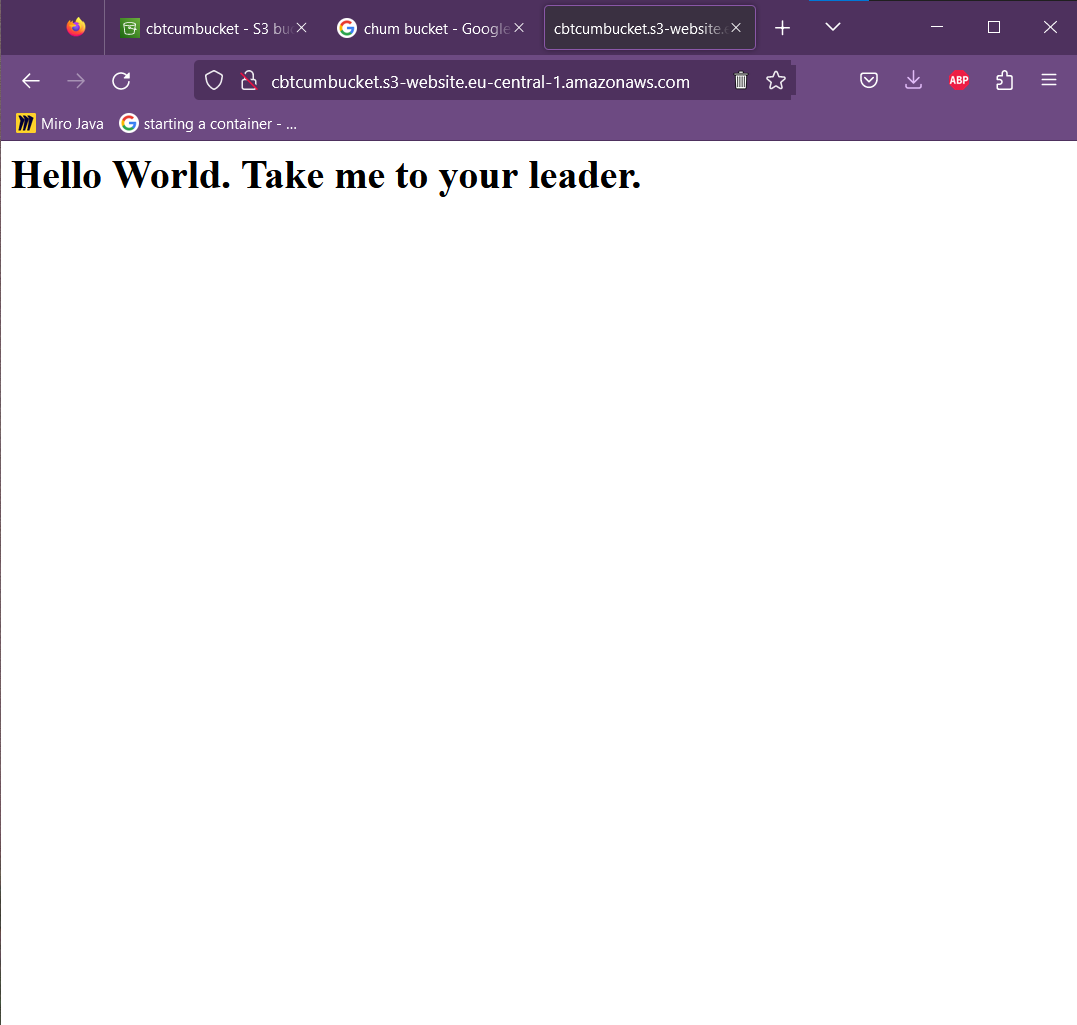 cbtcumbucket - S3 bu
chum bucket - Google
cbtcumbucket.s3-website.
cbtcumbucket.s3-website.eu-central-1.amazonaws.com
ABP
Miro Java
starting a container - ...
Hello World. Take me to your leader.